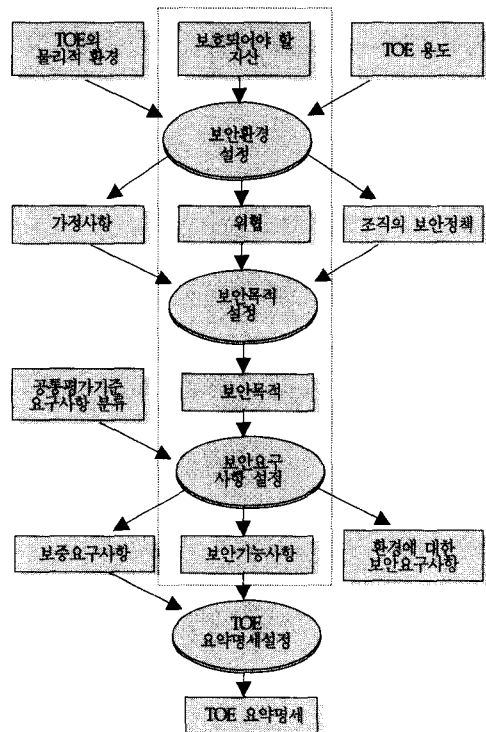 TOE의
물리적 환경
보호되어야 할
자산
TOE 용도
보안환경
설정
가정사항
위협
조직의 보안정책
보안목적
설정
공통평가기준
요구사항 분류
보안목적
보안요구
사항 설정
보증요구사항
보안기능사항
환경에 대한
보안요구사항
TOE
요약명세설정
TOE 요약명세